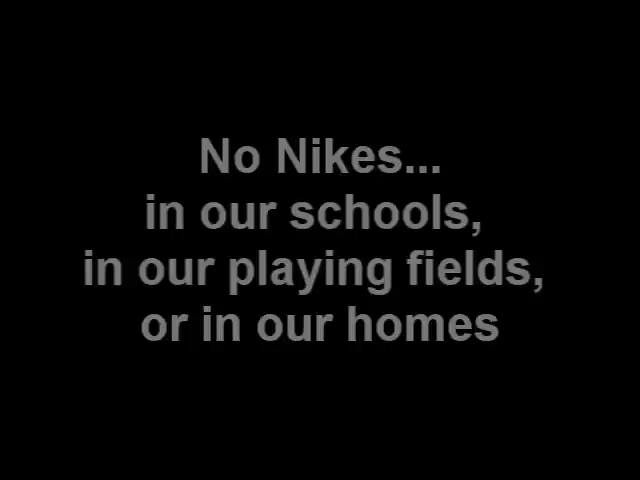 No Nikes...
in our schools,
in our playing fields,
or in our homes